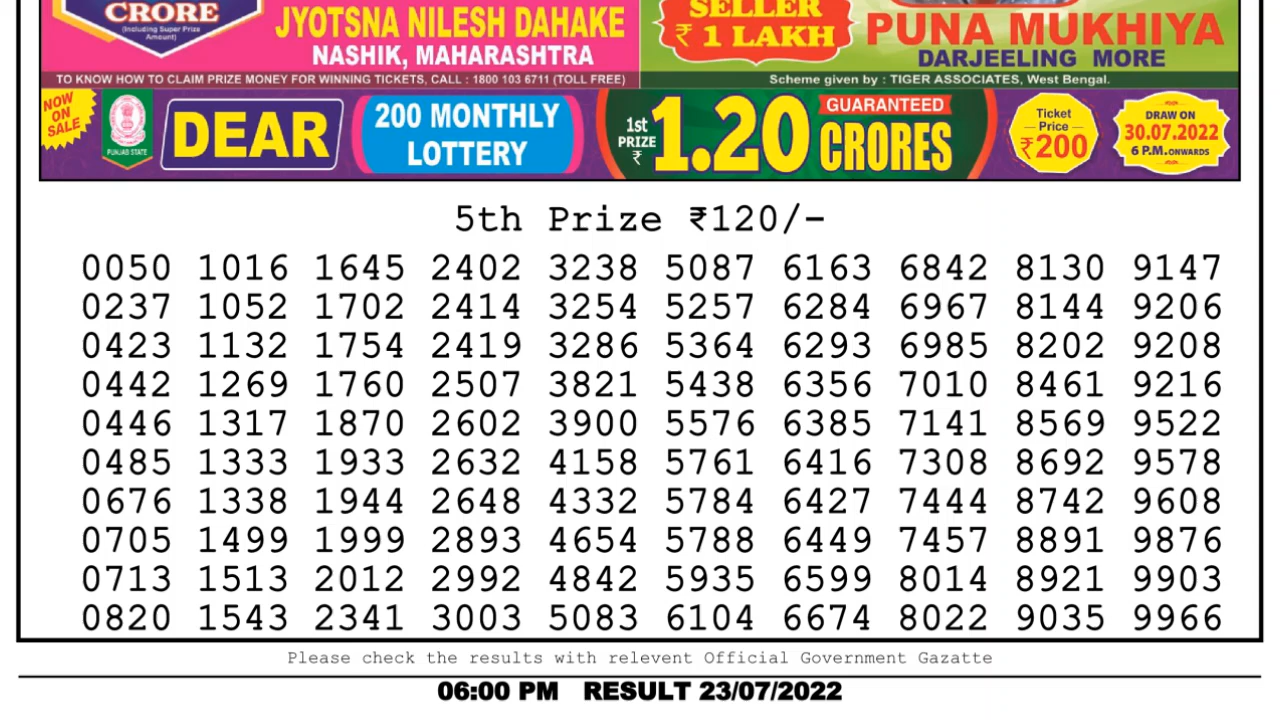 CRORE
(Including Super Prize
Amount)
JYOTSNA NILESH DAHAKE
NASHIK, MAHARASHTRA
TO KNOW HOW TO CLAIM PRIZE MONEY FOR WINNING TICKETS, CALL : 1800 103 6711 (TOLL FREE)
SELLER
₹ 1 LAKH
PUNA MUKHIYA
DARJEELING MORE
Scheme given by : TIGER ASSOCIATES, West Bengal.
NOW
ON
SALE
PUNJAB STATE
DEAR
200 MONTHLY
LOTTERY
1st
PRIZE
₹
1.20
GUARANTEED
CRORES
Ticket
Price
₹200
DRAW ON
30.07.2022
6 P.M. ONWARDS
5th Prize ₹120/-
0050 1016 1645 2402 3238 5087 6163 6842 8130 9147
0237 1052 1702 2414 3254 5257 6284 6967 8144 9206
0423 1132 1754 2419 3286 5364 6293 6985 8202 9208
0442 1269 1760 2507 3821 5438 6356 7010 8461 9216
0446 1317 1870 2602 3900 5576 6385 7141 8569 9522
0485 1333 1933 2632 4158 5761 6416 7308 8692 9578
0676 1338 1944 2648 4332 5784 6427 7444 8742 9608
0705 1499 1999 2893 4654 5788 6449 7457 8891 9876
0713 1513 2012 2992 4842 5935 6599 8014 8921 9903
0820 1543 2341 3003 5083 6104 6674 8022 9035 9966
Please check the results with relevent Official Government Gazatte
06:00 PM RESULT 23/07/2022